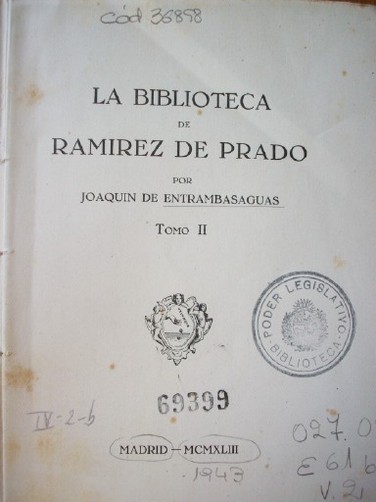 cód 36898
LA BIBLIOTECA
DE
RAMIREZ DE PRADO
POR
JOAQUIN DE ENTRAMBASAGUAS
TOMO II
PODER LEGISLATIVO
BIBLIOTECA
69399
IV-2-b
027.0
MADRID — MCMXLIII
E 61 b
1943
V. 2